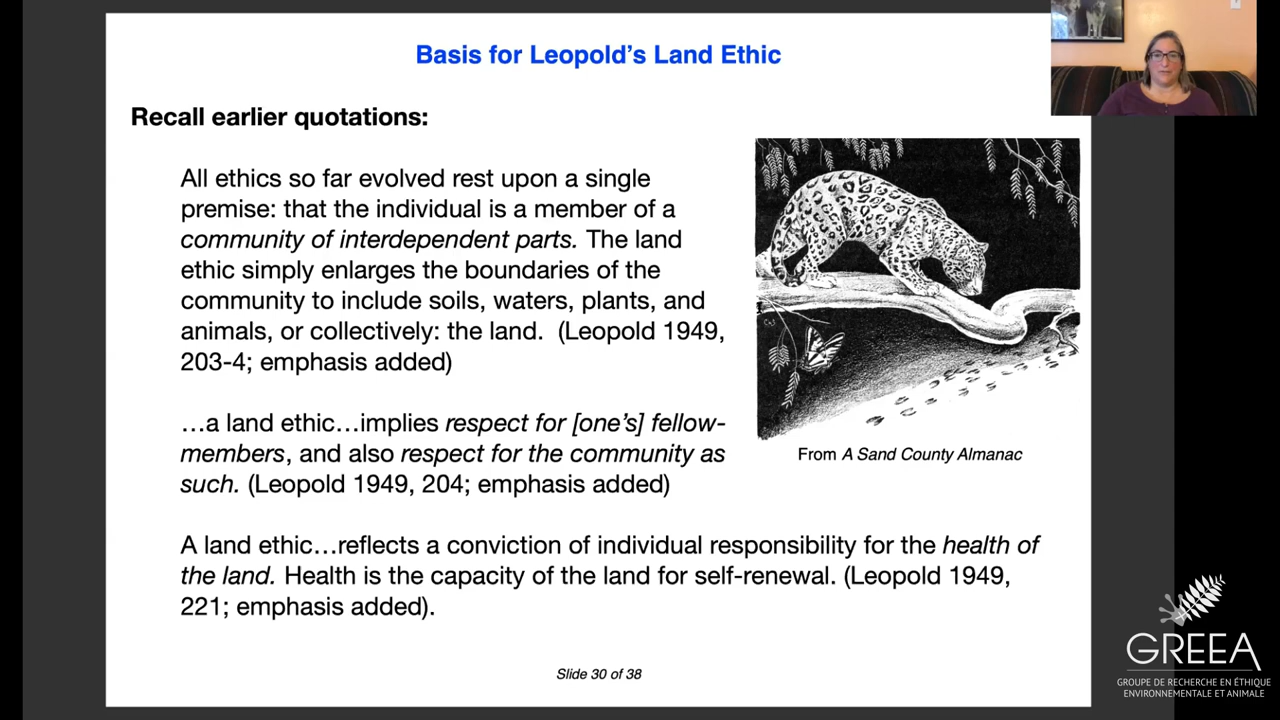 Basis for Leopold's Land Ethic
Recall earlier quotations:
All ethics so far evolved rest upon a single
premise: that the individual is a member of a
community of interdependent parts. The land
ethic simply enlarges the boundaries of the
community to include soils, waters, plants, and
animals, or collectively: the land. (Leopold 1949,
203-4; emphasis added)
…a land ethic…implies respect for [one's] fellow-
members, and also respect for the community as
such. (Leopold 1949, 204; emphasis added)
A land ethic…reflects a conviction of individual responsibility for the health of
the land. Health is the capacity of the land for self-renewal. (Leopold 1949,
221; emphasis added).
From A Sand County Almanac
Slide 30 of 38
GREEA
GROUPE DE RECHERCHE EN ÉTHIQUE
ENVIRONNEMENTALE ET ANIMALE